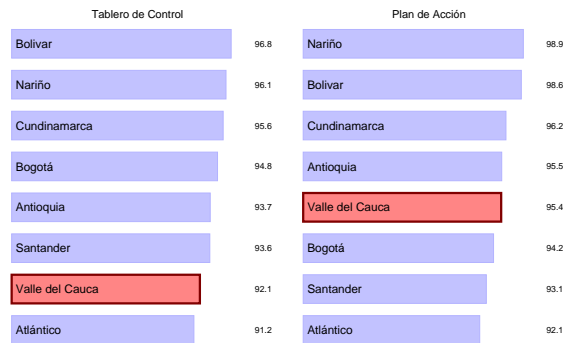 Tablero de Control
Bolivar 96.8
Nariño 96.1
Cundinamarca 95.6
Bogotá 94.8
Antioquia 93.7
Santander 93.6
Valle del Cauca 92.1
Atlántico 91.2
Plan de Acción
Nariño 98.9
Bolivar 98.6
Cundinamarca 96.2
Antioquia 95.5
Valle del Cauca 95.4
Bogotá 94.2
Santander 93.1
Atlántico 92.1